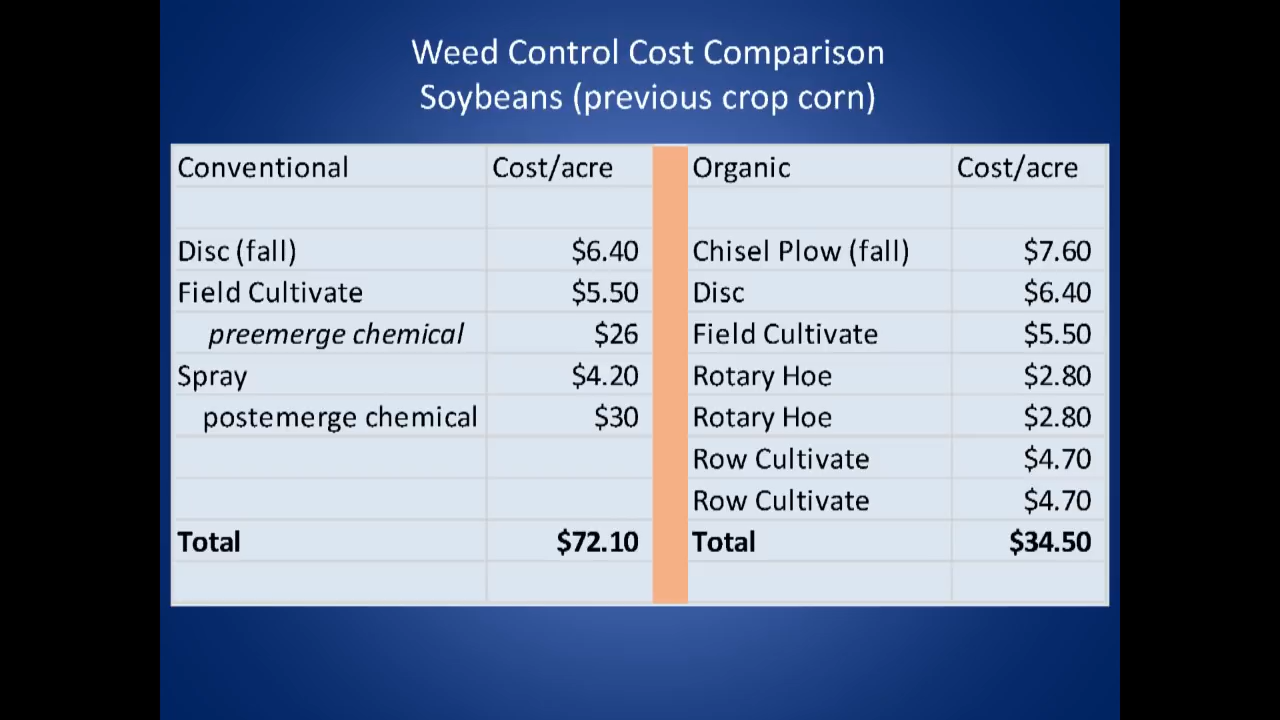 Weed Control Cost Comparison
Soybeans (previous crop corn)
Conventional Cost/acre Organic Cost/acre
Disc (fall) $6.40 Chisel Plow (fall) $7.60
Field Cultivate $5.50 Disc $6.40
preemerge chemical $26 Field Cultivate $5.50
Spray $4.20 Rotary Hoe $2.80
postemerge chemical $30 Rotary Hoe $2.80
Row Cultivate $4.70
Row Cultivate $4.70
Total $72.10 Total $34.50